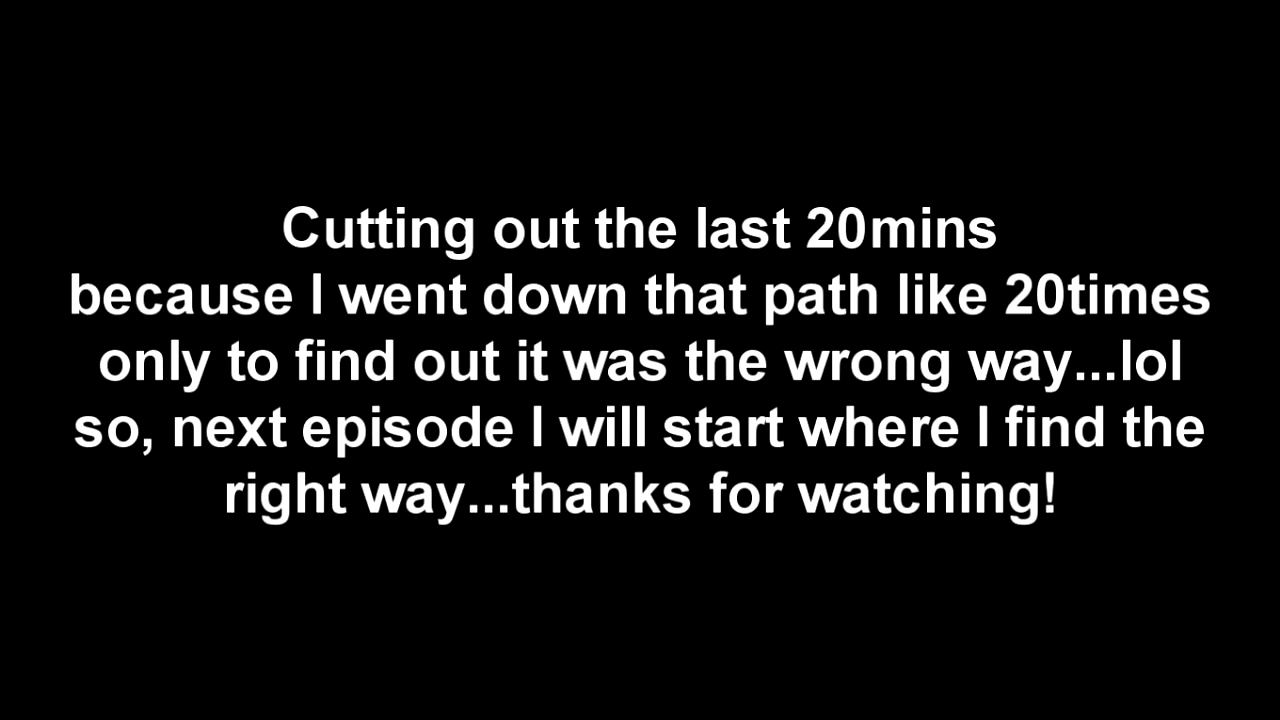 Cutting out the last 20mins
because I went down that path like 20times
only to find out it was the wrong way...lol
so, next episode I will start where I find the
right way...thanks for watching!